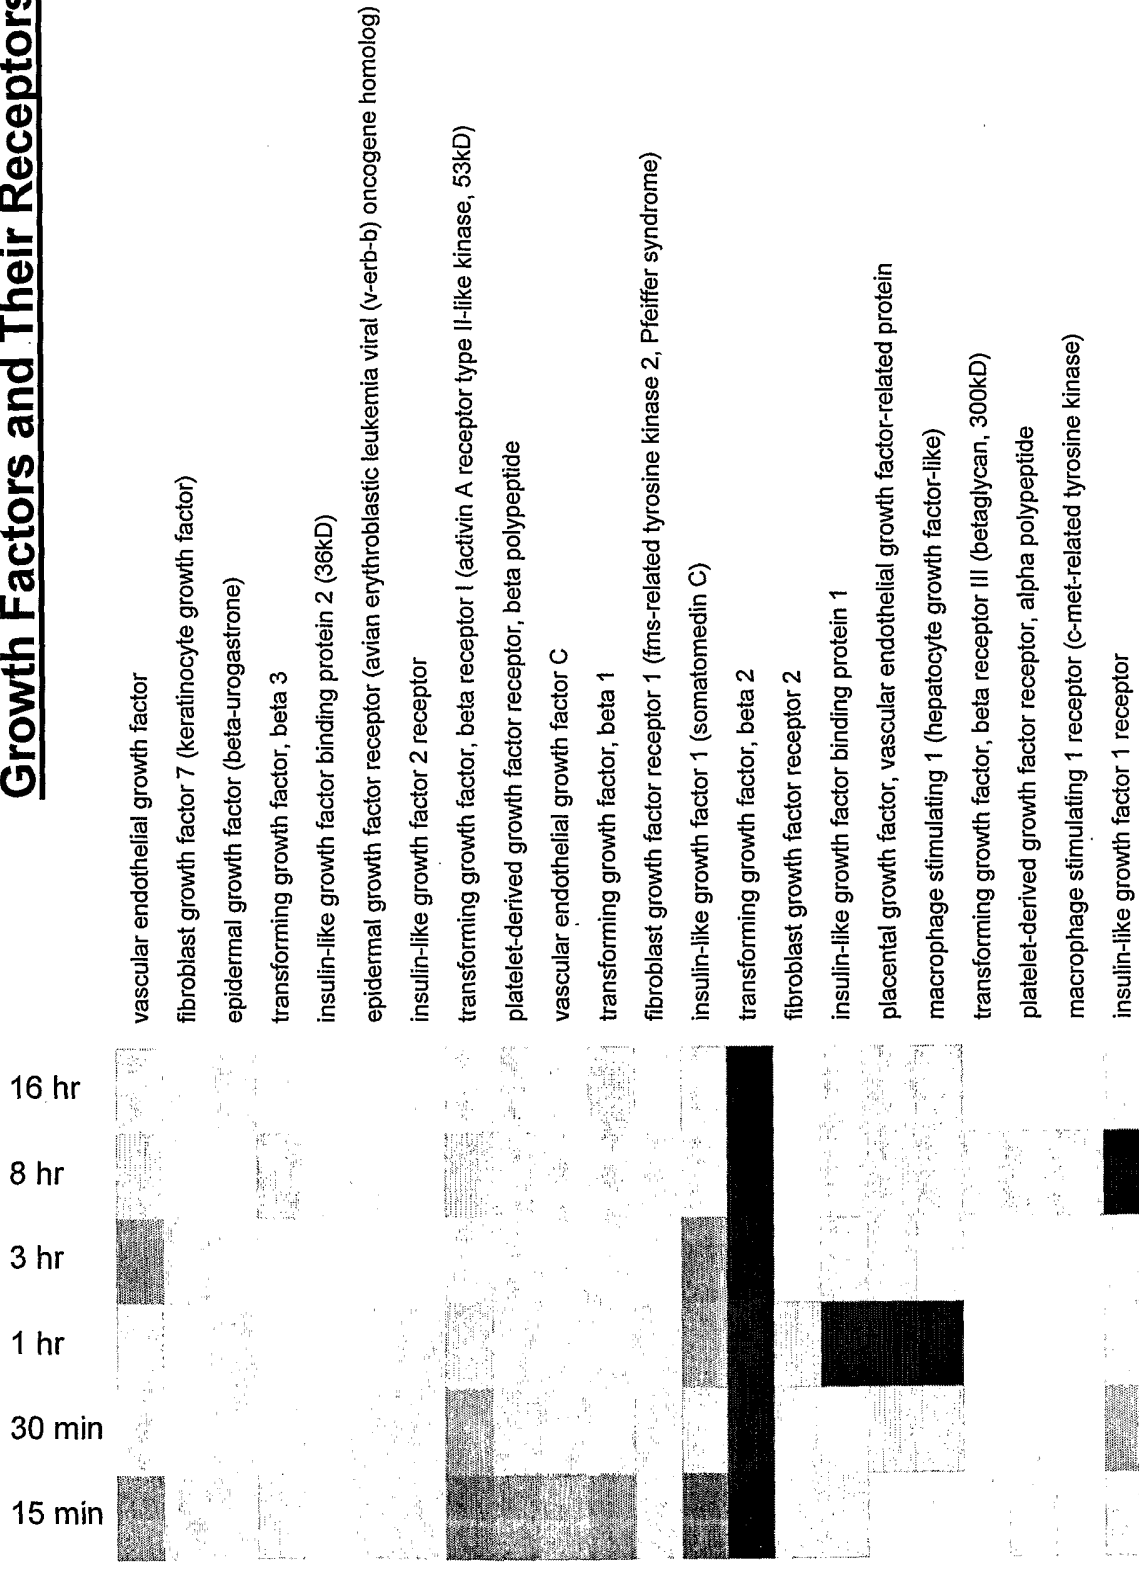 Growth Factors and Their Receptors
16 hr
8 hr
3 hr
1 hr
30 min
15 min
vascular endothelial growth factor
fibroblast growth factor 7 (keratinocyte growth factor)
epidermal growth factor (beta-urogastrone)
transforming growth factor, beta 3
insulin-like growth factor binding protein 2 (36kD)
epidermal growth factor receptor (avian erythroblastic leukemia viral (v-erb-b) oncogene homolog)
insulin-like growth factor 2 receptor
transforming growth factor, beta receptor I (activin A receptor type II-like kinase, 53kD)
platelet-derived growth factor receptor, beta polypeptide
vascular endothelial growth factor C
transforming growth factor, beta 1
fibroblast growth factor receptor 1 (fms-related tyrosine kinase 2, Pfeiffer syndrome)
insulin-like growth factor 1 (somatomedin C)
transforming growth factor, beta 2
fibroblast growth factor receptor 2
insulin-like growth factor binding protein 1
placental growth factor, vascular endothelial growth factor-related protein
macrophage stimulating 1 (hepatocyte growth factor-like)
transforming growth factor, beta receptor III (betaglycan, 300kD)
platelet-derived growth factor receptor, alpha polypeptide
macrophage stimulating 1 receptor (c-met-related tyrosine kinase)
insulin-like growth factor 1 receptor